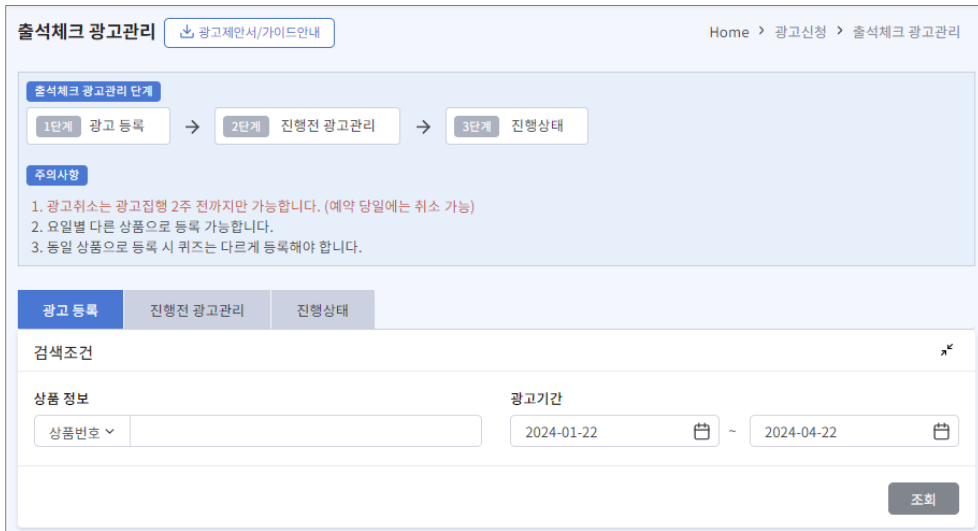 출석체크 광고관리 광고제안서/가이드안내 Home > 광고신청 > 출석체크 광고관리
출석체크 광고관리 단계
1단계 광고 등록 → 2단계 진행전 광고관리 → 3단계 진행상태
주의사항
1. 광고취소는 광고집행 2주 전까지만 가능합니다. (예약 당일에는 취소 가능)
2. 요일별 다른 상품으로 등록 가능합니다.
3. 동일 상품으로 등록 시 퀴즈는 다르게 등록해야 합니다.
광고 등록 진행전 광고관리 진행상태
검색조건
상품 정보 광고기간
상품번호 2024-01-22 ~ 2024-04-22
조회